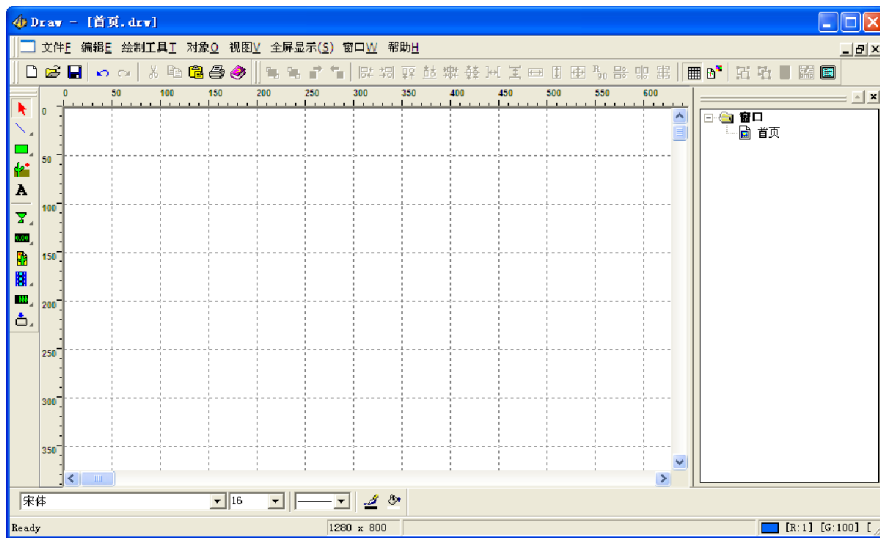 Draw - [首页.drw]
文件F 编辑E 绘制工具T 对象O 视图V 全屏显示(S) 窗口W 帮助H
0 50 100 150 200 250 300 350 400 450 500 550 600
0
50
100
150
200
250
300
350
A
窗口
首页
宋体 16
Ready 1280 x 800 [R:1] [G:100] [